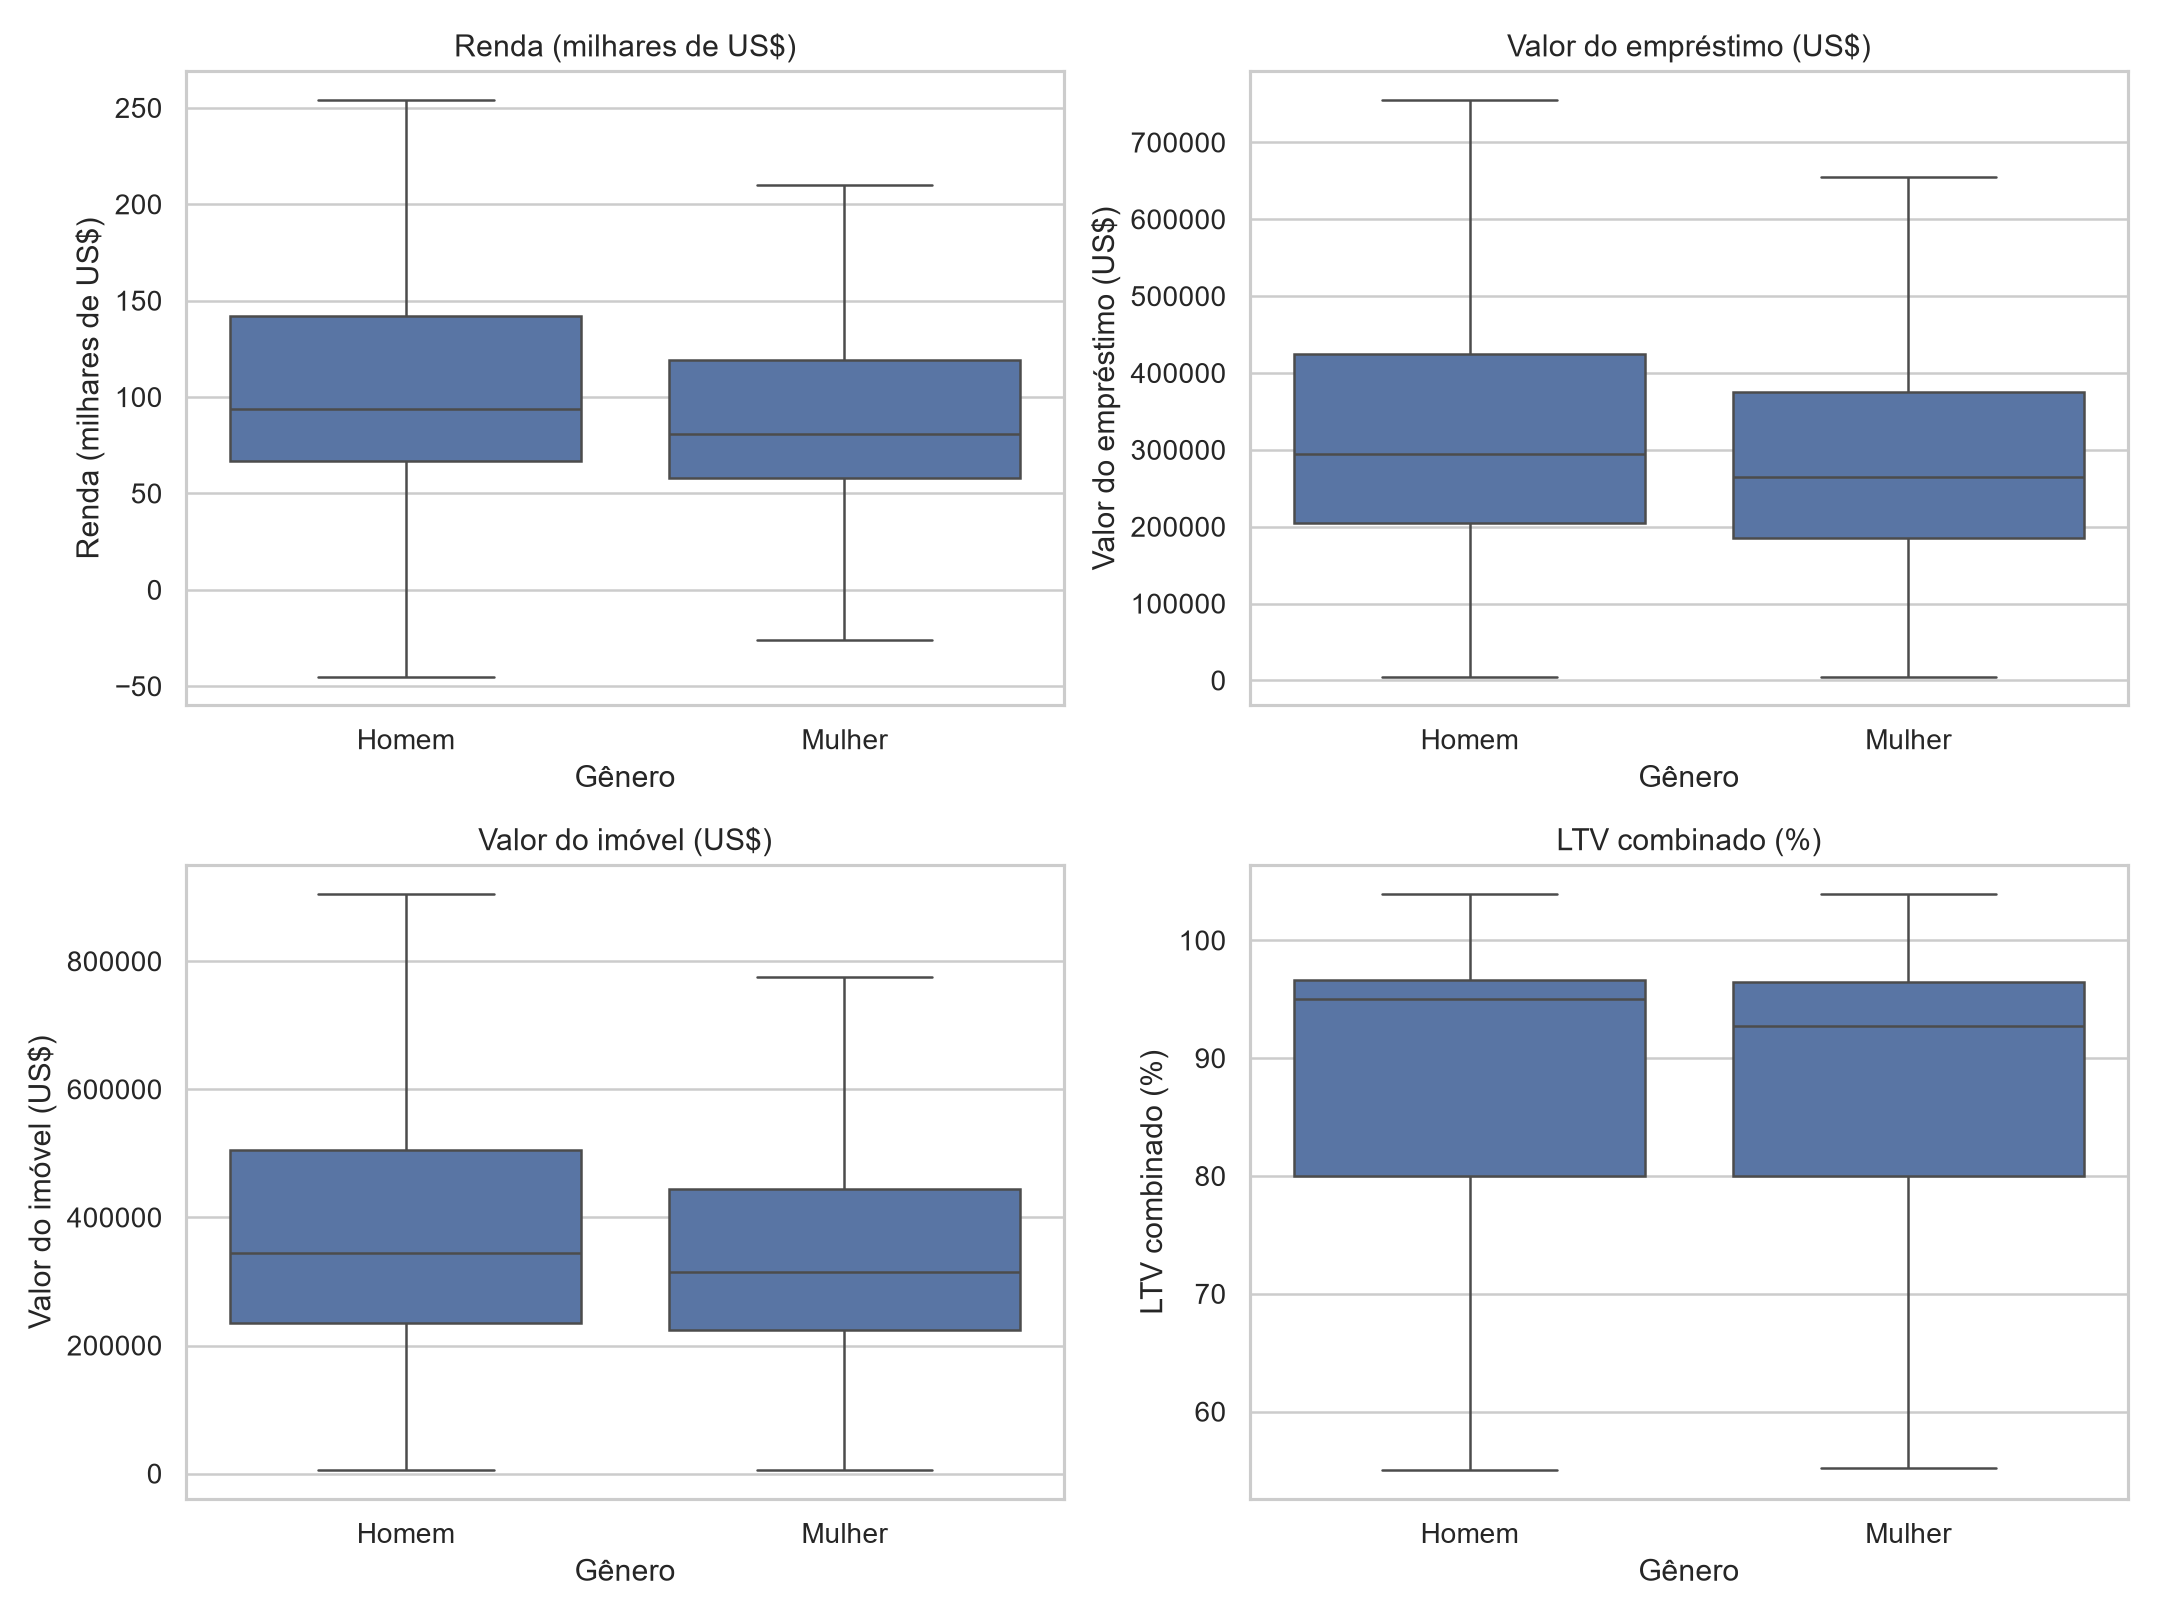 Renda (milhares de US$)
Renda (milhares de US$)
250
200
150
100
50
0
−50
Homem
Mulher
Gênero
Valor do empréstimo (US$)
Valor do empréstimo (US$)
700000
600000
500000
400000
300000
200000
100000
0
Homem
Mulher
Gênero
Valor do imóvel (US$)
Valor do imóvel (US$)
800000
600000
400000
200000
0
Homem
Mulher
Gênero
LTV combinado (%)
LTV combinado (%)
100
90
80
70
60
Homem
Mulher
Gênero